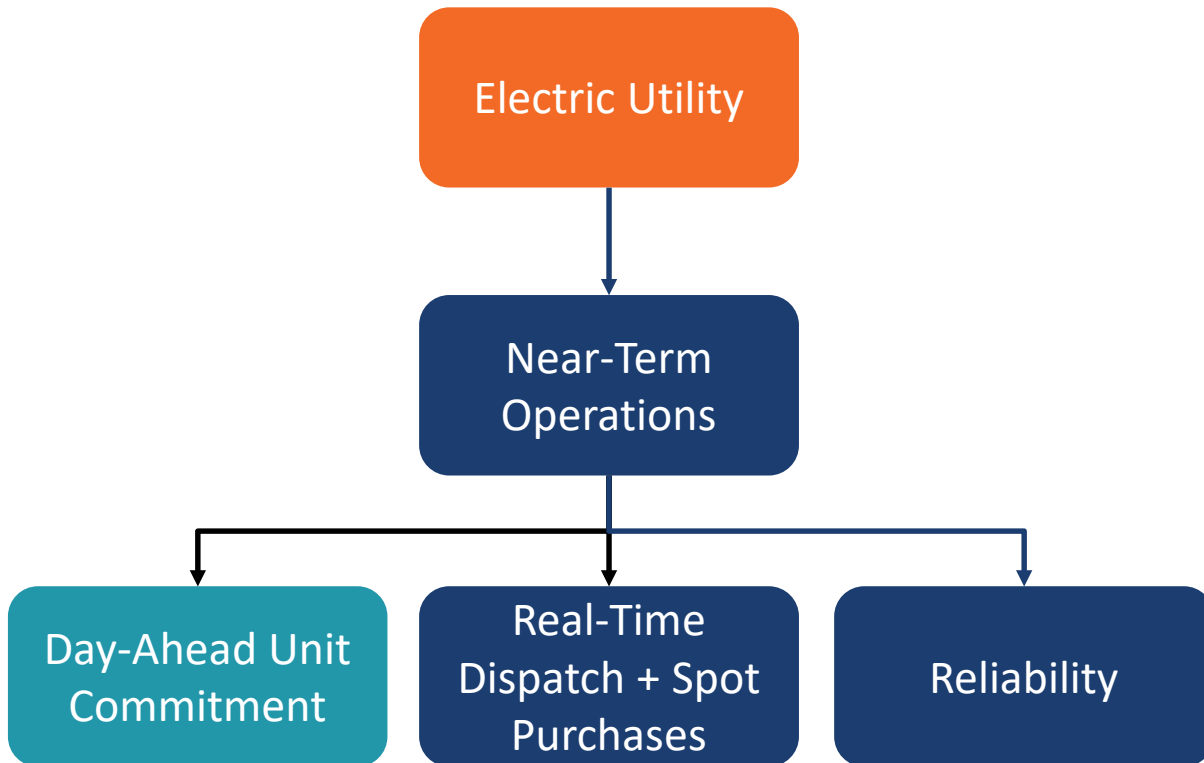 Electric Utility
Near-Term
Operations
Day-Ahead Unit
Commitment
Real-Time
Dispatch + Spot
Purchases
Reliability